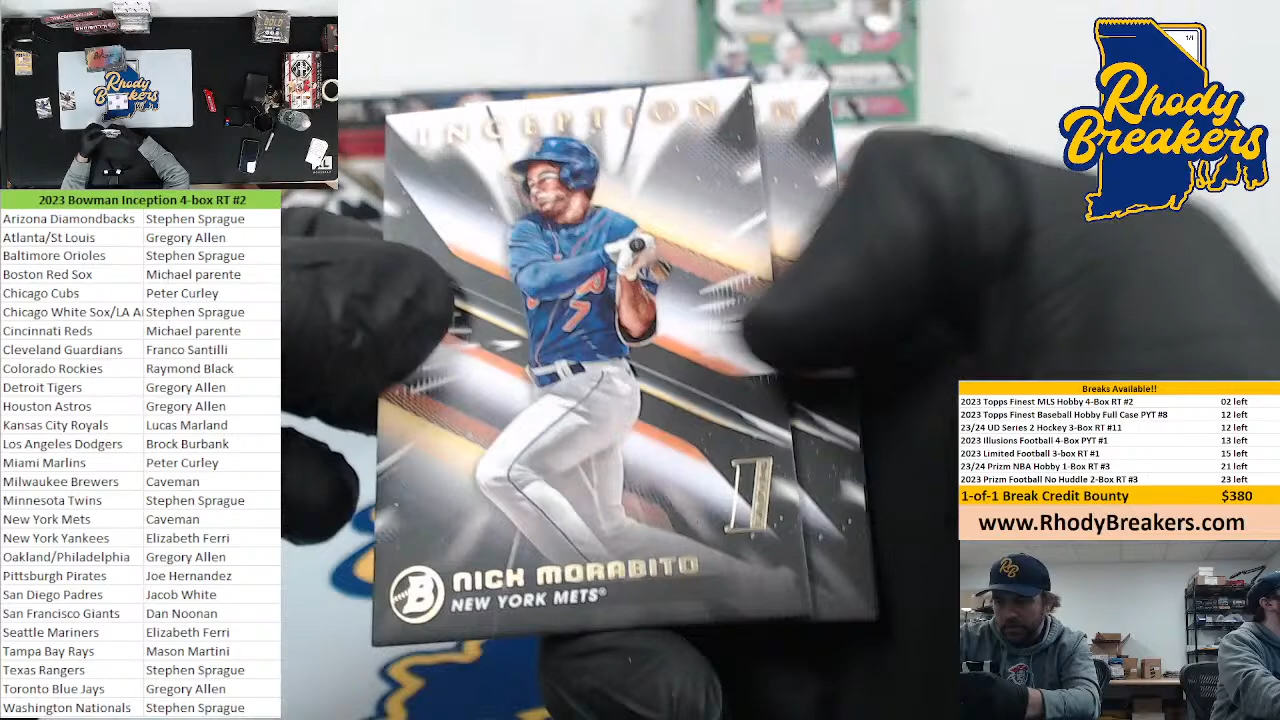 2023 Bowman Inception 4-box RT #2
Arizona Diamondbacks Stephen Sprague
Atlanta/St Louis Gregory Allen
Baltimore Orioles Stephen Sprague
Boston Red Sox Michael parente
Chicago Cubs Peter Curley
Chicago White Sox/LA A Stephen Sprague
Cincinnati Reds Michael parente
Cleveland Guardians Franco Santilli
Colorado Rockies Raymond Black
Detroit Tigers Gregory Allen
Houston Astros Gregory Allen
Kansas City Royals Lucas Marland
Los Angeles Dodgers Brock Burbank
Miami Marlins Peter Curley
Milwaukee Brewers Caveman
Minnesota Twins Stephen Sprague
New York Mets Caveman
New York Yankees Elizabeth Ferri
Oakland/Philadelphia Gregory Allen
Pittsburgh Pirates Joe Hernandez
San Diego Padres Jacob White
San Francisco Giants Dan Noonan
Seattle Mariners Elizabeth Ferri
Tampa Bay Rays Mason Martini
Texas Rangers Stephen Sprague
Toronto Blue Jays Gregory Allen
Washington Nationals Stephen Sprague
Rhody
Breakers
INCEPTION
7
1st
B
NICK MORABITO
NEW YORK METS®
1/1
Rhody
Breakers
Breaks Available!!
2023 Topps Finest MLS Hobby 4-Box RT #2 02 left
2023 Topps Finest Baseball Hobby Full Case PYT #8 12 left
23/24 UD Series 2 Hockey 3-Box RT #11 12 left
2023 Illusions Football 4-Box PYT #1 13 left
2023 Limited Football 3-box RT #1 15 left
23/24 Prizm NBA Hobby 1-Box RT #3 21 left
2023 Prizm Football No Huddle 2-Box RT #3 23 left
1-of-1 Break Credit Bounty $380
www.RhodyBreakers.com
RB